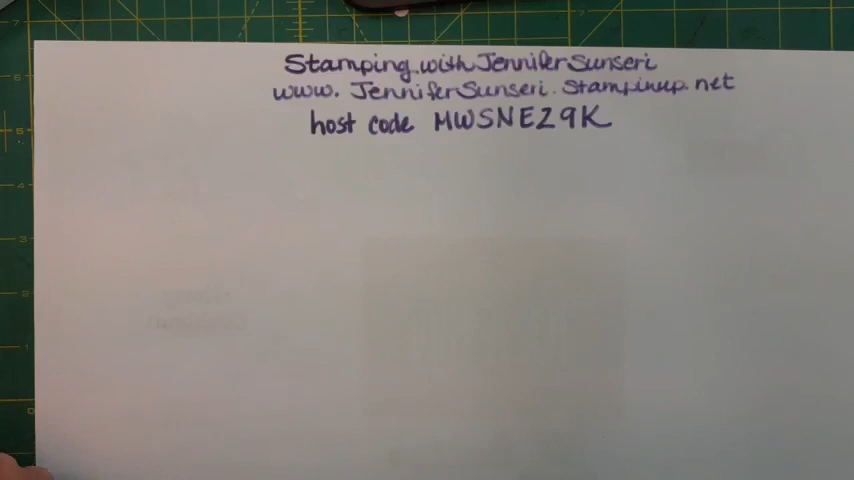 Stamping with Jennifer Sunseri
www. JenniferSunseri. Stampinup. net
host code MWSNEZ9K